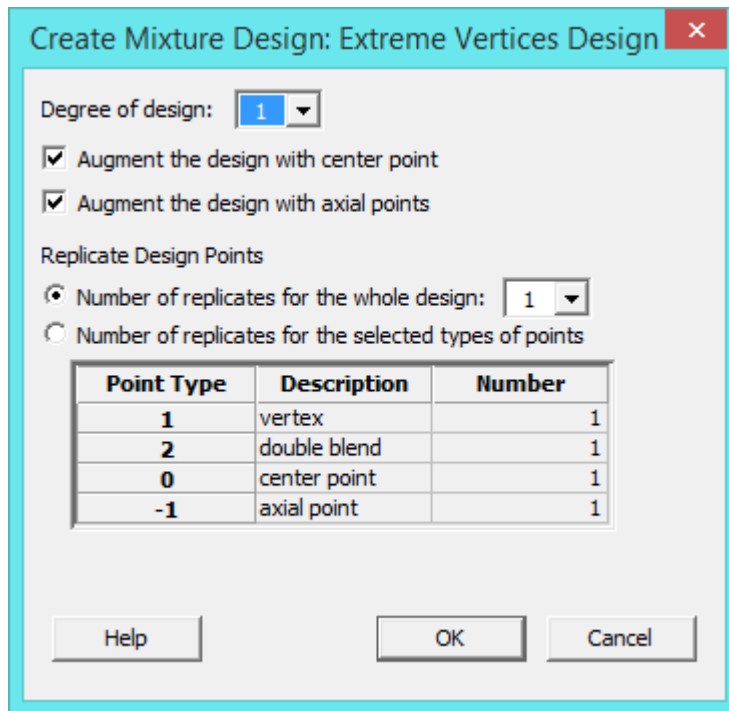 Create Mixture Design: Extreme Vertices Design
Degree of design: 1
Augment the design with center point
Augment the design with axial points
Replicate Design Points
Number of replicates for the whole design: 1
Number of replicates for the selected types of points
Point Type Description Number
1 vertex 1
2 double blend 1
0 center point 1
-1 axial point 1
Help OK Cancel